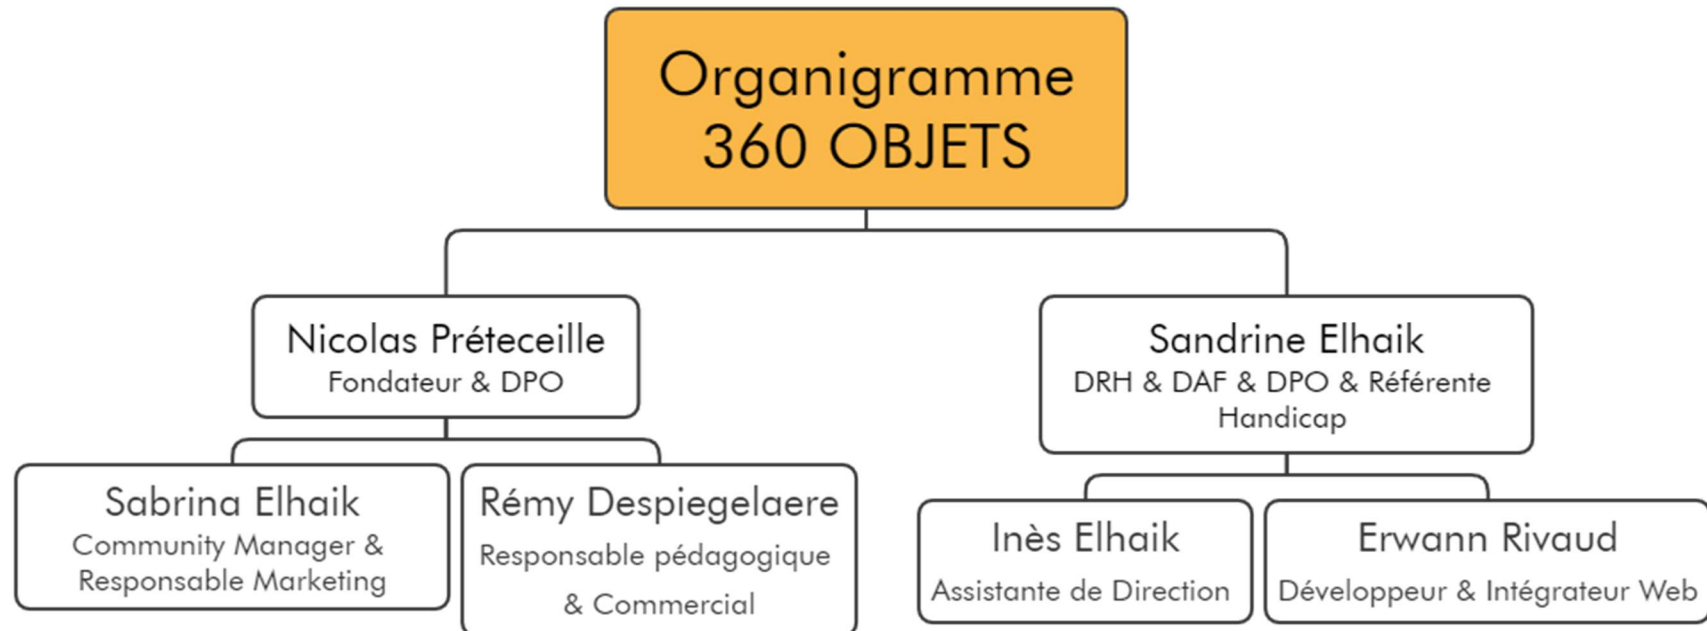 Organigramme
360 OBJETS
Nicolas Préteceille
Fondateur & DPO
Sandrine Elhaik
DRH & DAF & DPO & Référente
Handicap
Sabrina Elhaik
Community Manager &
Responsable Marketing
Rémy Despiegelaere
Responsable pédagogique
& Commercial
Inès Elhaik
Assistante de Direction
Erwann Rivaud
Développeur & Intégrateur Web